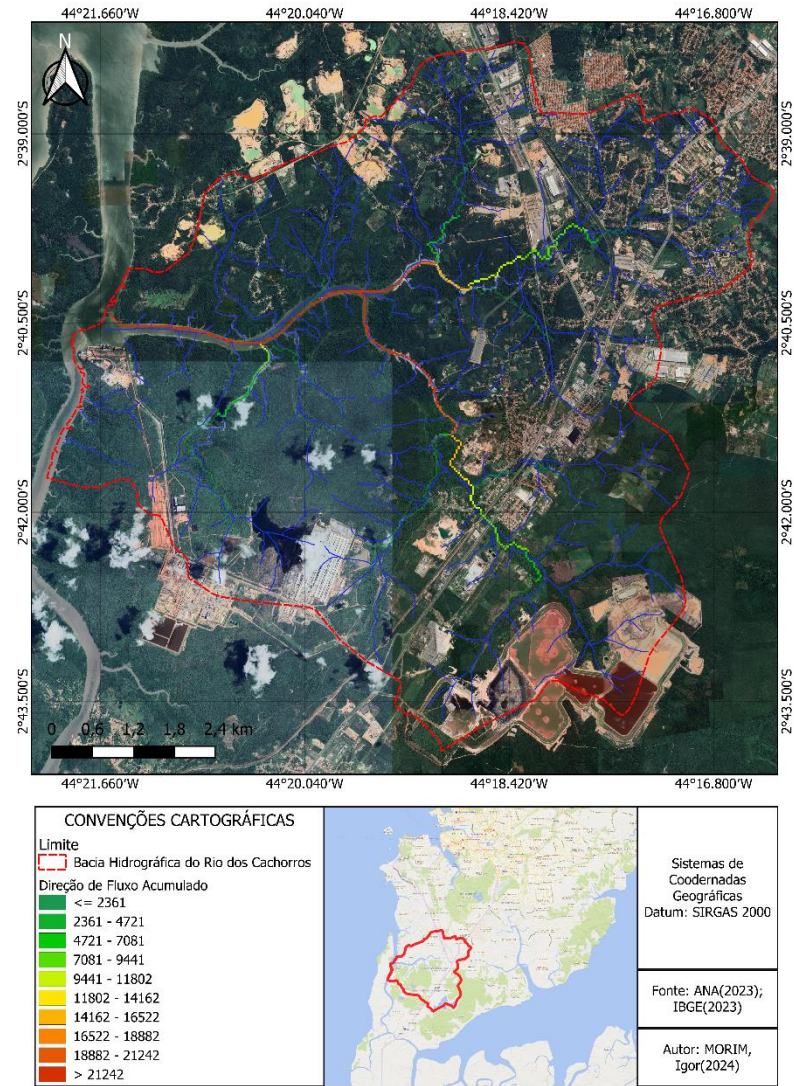 44°21.660'W 44°20.040'W 44°18.420'W 44°16.800'W
N
2°39.000'S 2°39.000'S
2°40.500'S 2°40.500'S
2°42.000'S 2°42.000'S
2°43.500'S 2°43.500'S
0 0,6 1,2 1,8 2,4 km
44°21.660'W 44°20.040'W 44°18.420'W 44°16.800'W
CONVENÇÕES CARTOGRÁFICAS
Limite
Bacia Hidrográfica do Rio dos Cachorros
Direção de Fluxo Acumulado
<= 2361
2361 - 4721
4721 - 7081
7081 - 9441
9441 - 11802
11802 - 14162
14162 - 16522
16522 - 18882
18882 - 21242
> 21242
Sistemas de
Coodernadas
Geográficas
Datum: SIRGAS 2000
Fonte: ANA(2023);
IBGE(2023)
Autor: MORIM,
Igor(2024)